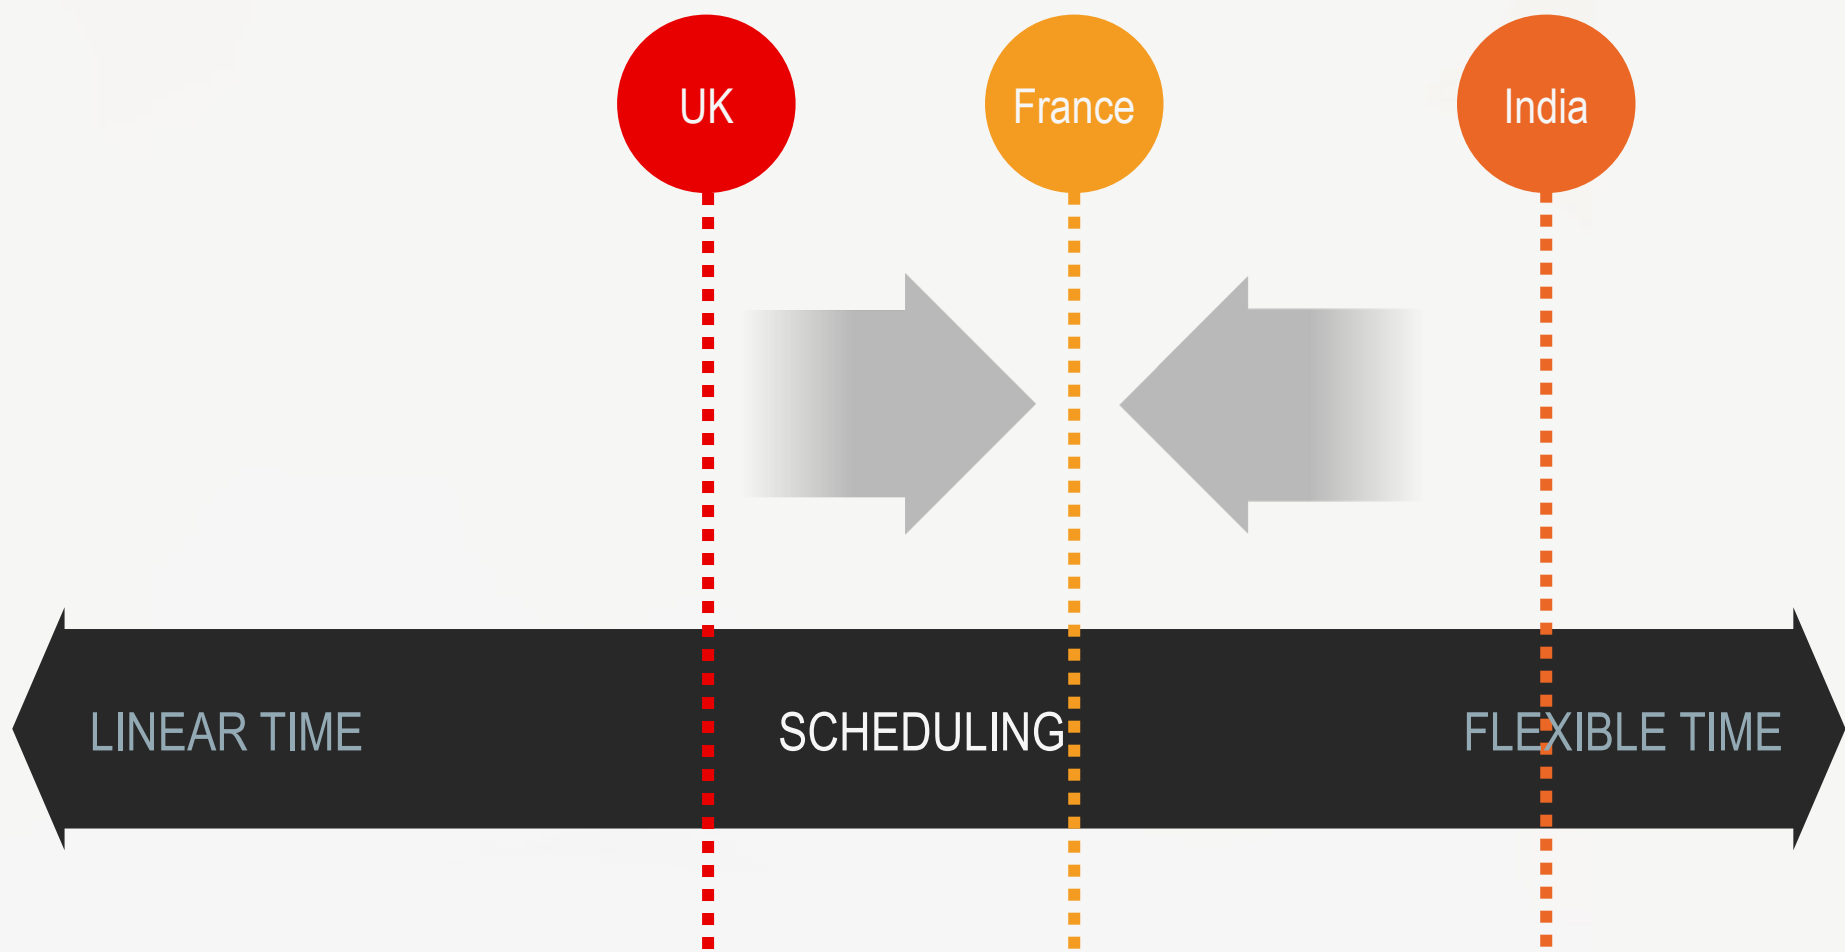 UK
France
India
LINEAR TIME
SCHEDULING
FLEXIBLE TIME